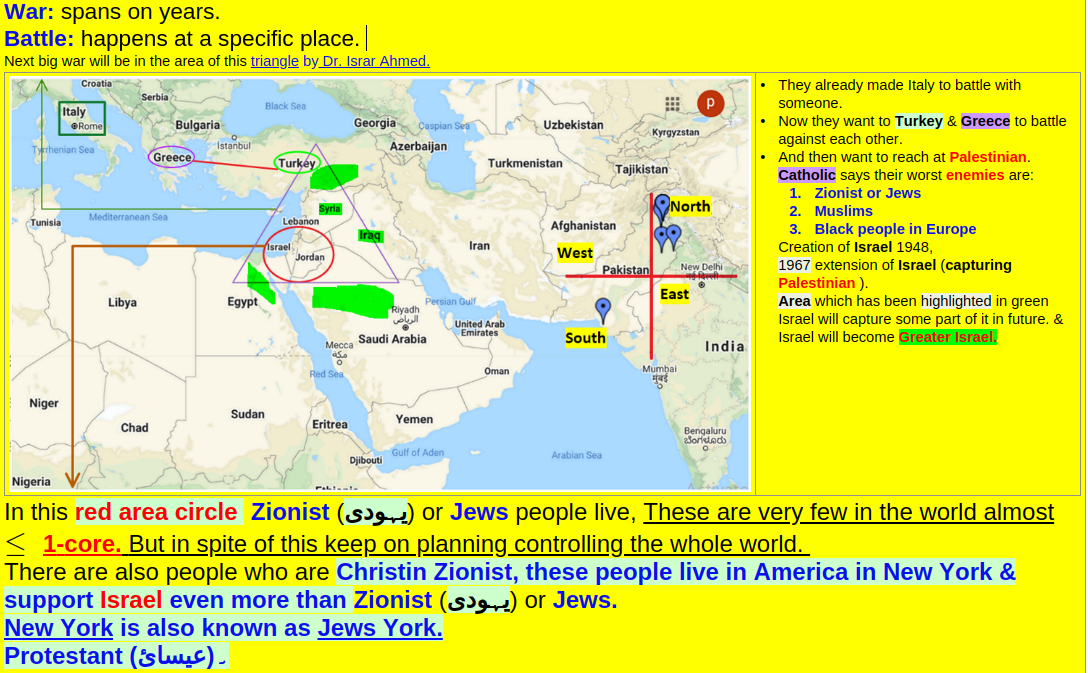 War: spans on years.
Battle: happens at a specific place.
Next big war will be in the area of this triangle by Dr. Israr Ahmed.
Croatia
Serbia
Italy
Rome
Bulgaria
Black Sea
Georgia
Caspian Sea
Uzbekistan
p
Kyrgyzstan
Tyrrhenian Sea
İstanbul
Azerbaijan
Greece
Turkey
Turkmenistan
Tajikistan
Syria
North
Tunisia
Mediterranean Sea
Lebanon
Iraq
Afghanistan
Israel
Jordan
Iran
West
Pakistan
New Delhi
नई दिल्ली
East
Libya
Egypt
Persian Gulf
Riyadh
الرياض
United Arab
Emirates
South
Saudi Arabia
Mecca
مكة
India
Red Sea
Oman
Mumbai
मुंबई
Niger
Chad
Sudan
Eritrea
Yemen
Bengaluru
ಬೆಂಗಳೂರು
Gulf of Aden
Arabian Sea
Djibouti
Nigeria
• They already made Italy to battle with
someone.
• Now they want to Turkey & Greece to battle
against each other.
• And then want to reach at Palestinian.
Catholic says their worst enemies are:
1. Zionist or Jews
2. Muslims
3. Black people in Europe
Creation of Israel 1948,
1967 extension of Israel (capturing
Palestinian ).
Area which has been highlighted in green
Israel will capture some part of it in future. &
Israel will become Greater Israel.
In this red area circle Zionist (یہودی) or Jews people live, These are very few in the world almost
≤ 1-core. But in spite of this keep on planning controlling the whole world.
There are also people who are Christin Zionist, these people live in America in New York &
support Israel even more than Zionist (یہودی) or Jews.
New York is also known as Jews York.
Protestant (عیسائ)۔